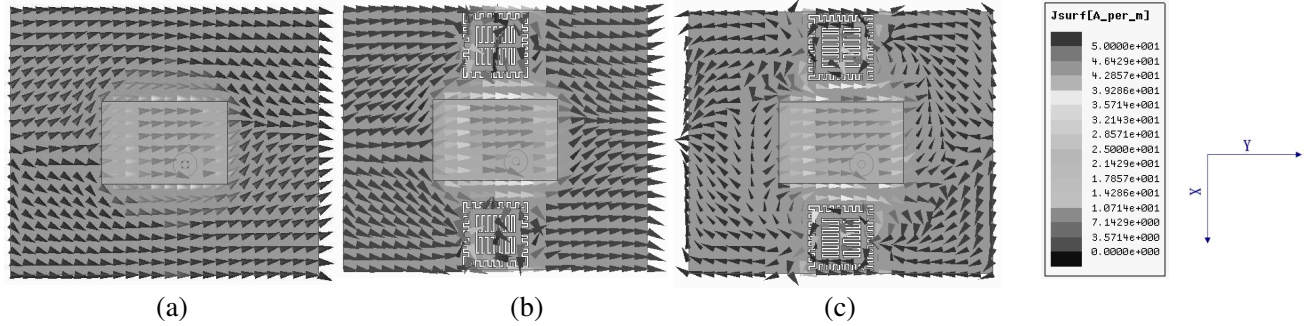 Jsurf[A_per_m]
5.0000e+001
4.6429e+001
4.2857e+001
3.9286e+001
3.5714e+001
3.2143e+001
2.8571e+001
2.5000e+001
2.1429e+001
1.7857e+001
1.4286e+001
1.0714e+001
7.1429e+000
3.5714e+000
0.0000e+000
Y
X
(a)
(b)
(c)